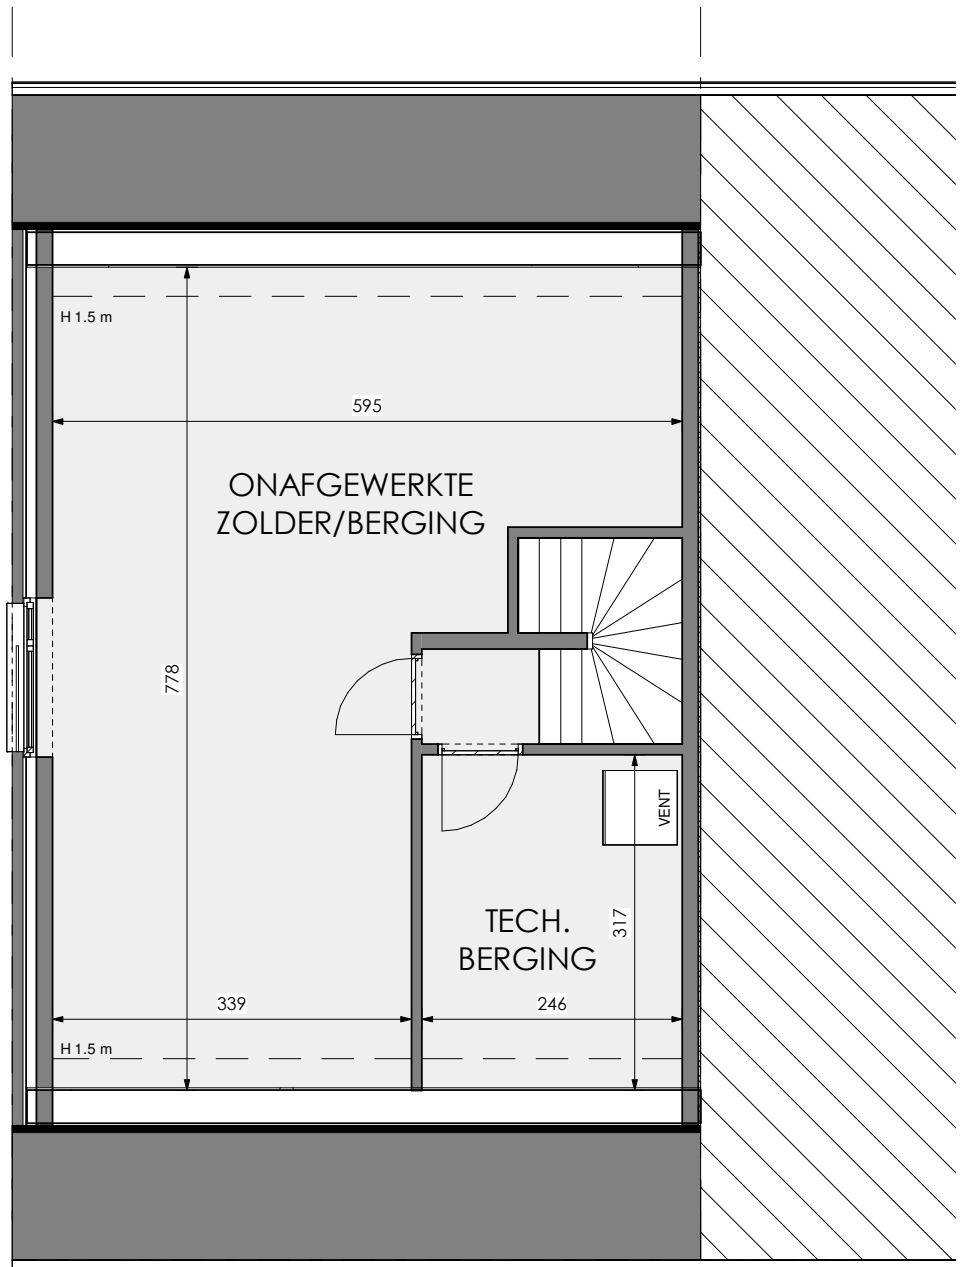 H 1.5 m
595
ONAFGEWERKTE
ZOLDER/BERGING
778
VENT
TECH.
BERGING
317
339
246
H 1.5 m